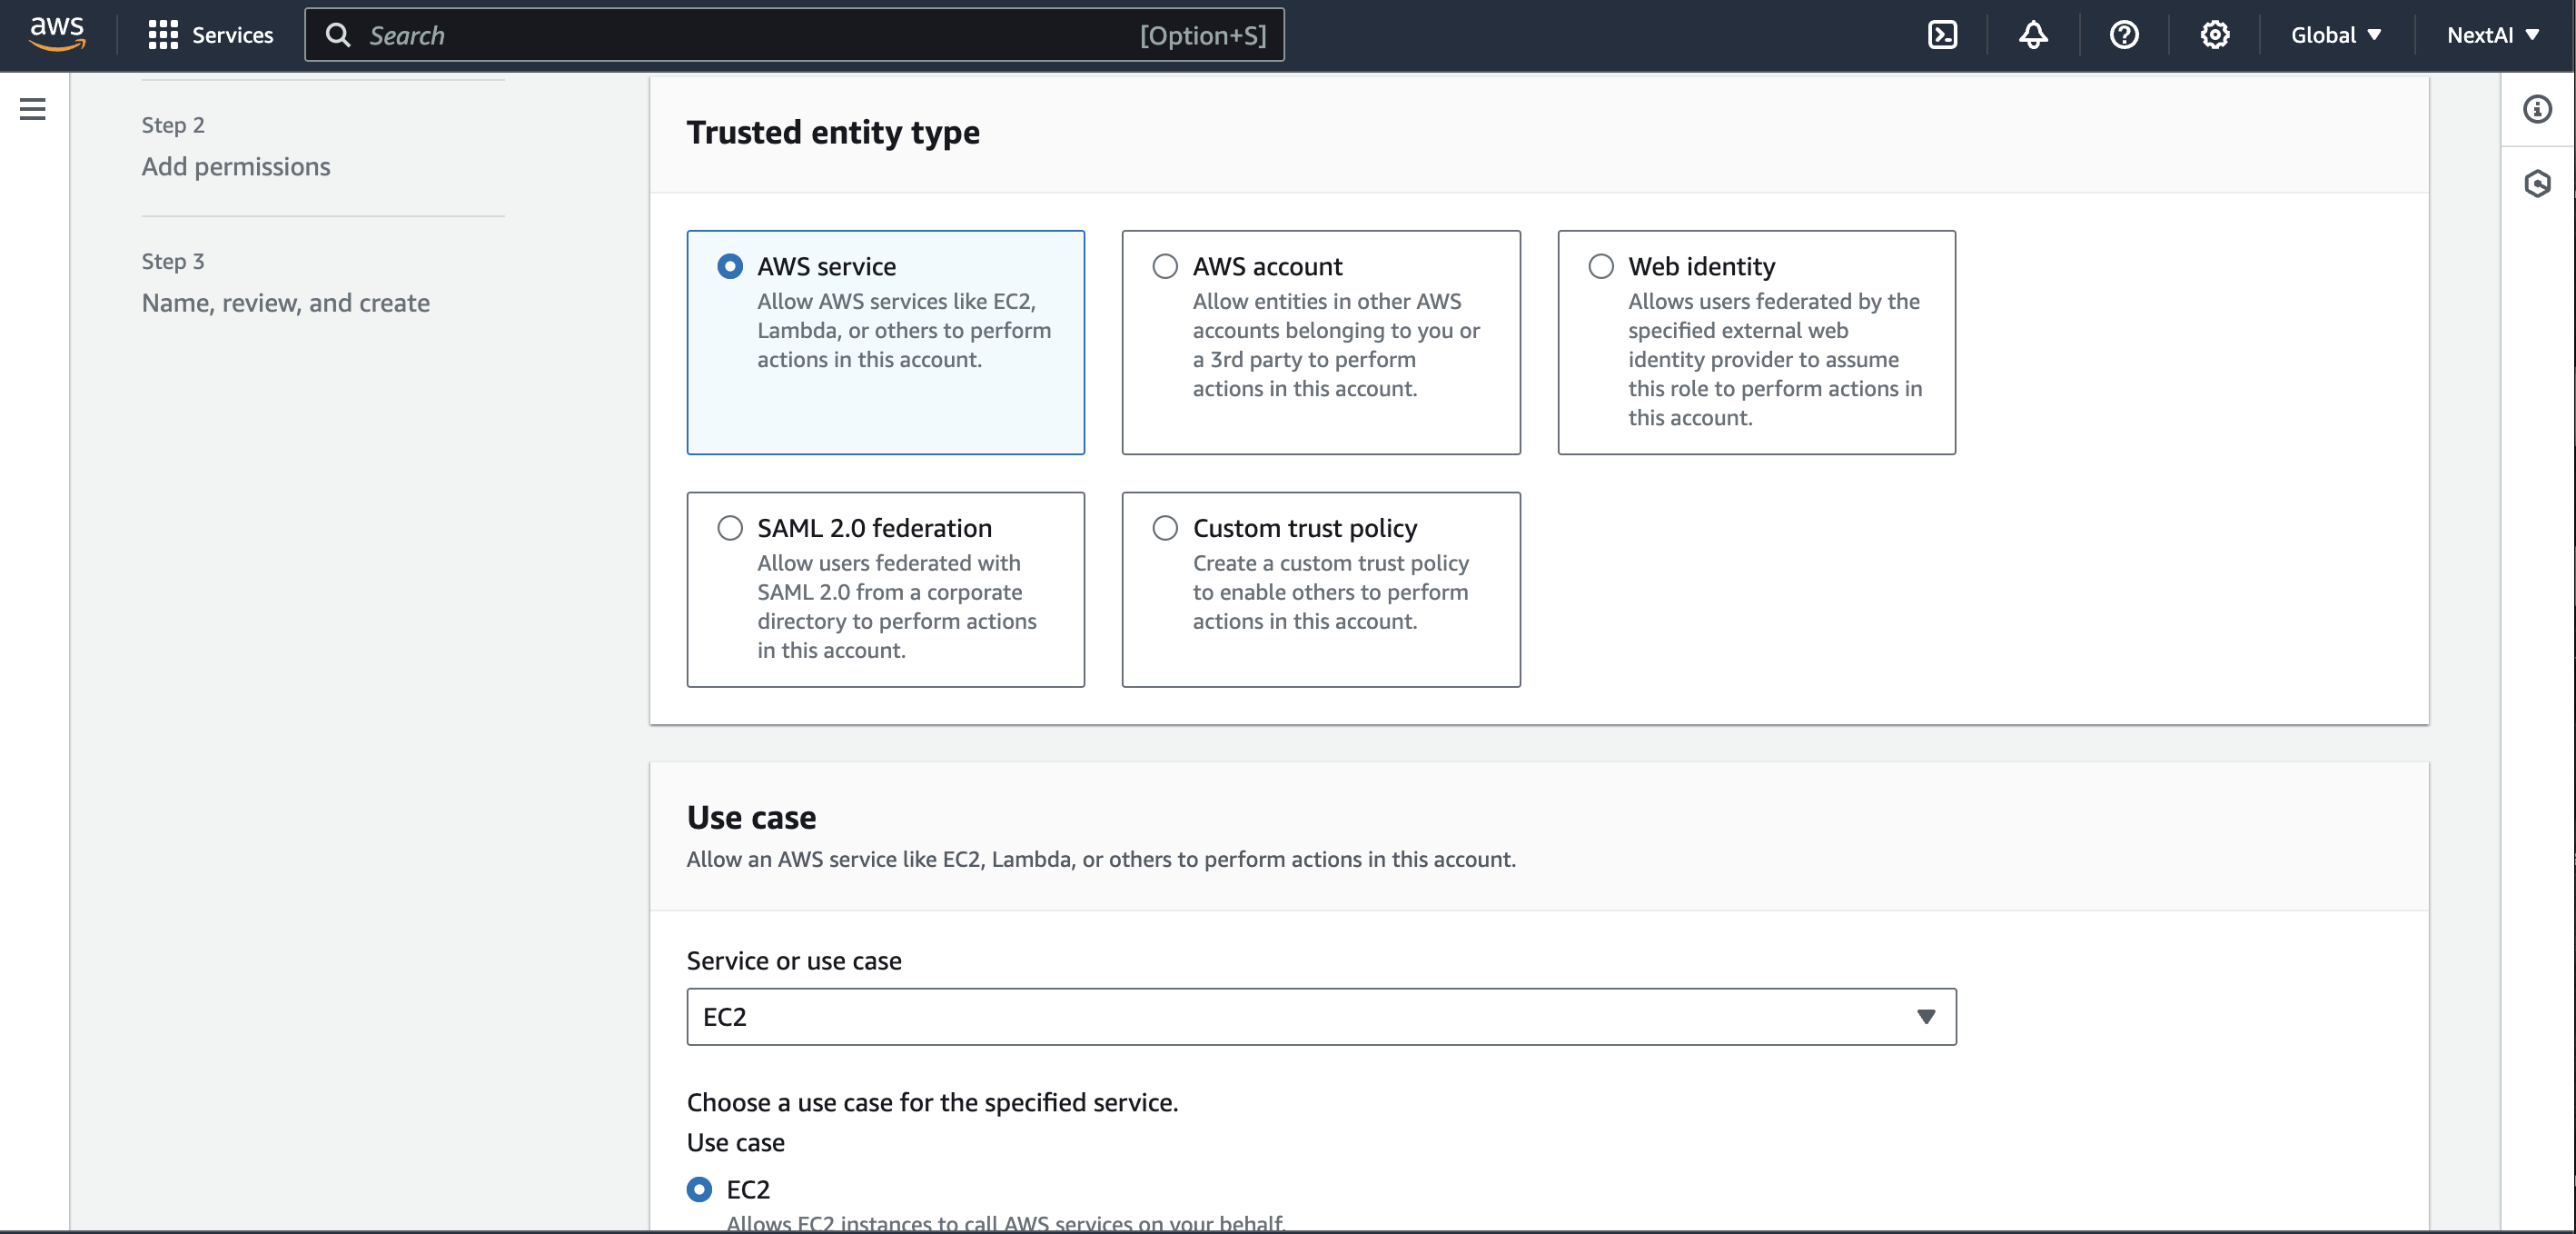 aws
Services
Search
[Option+S]
Global
NextAI
Step 2
Add permissions
Step 3
Name, review, and create
Trusted entity type
AWS service
Allow AWS services like EC2,
Lambda, or others to perform
actions in this account.
AWS account
Allow entities in other AWS
accounts belonging to you or
a 3rd party to perform
actions in this account.
Web identity
Allows users federated by the
specified external web
identity provider to assume
this role to perform actions in
this account.
SAML 2.0 federation
Allow users federated with
SAML 2.0 from a corporate
directory to perform actions
in this account.
Custom trust policy
Create a custom trust policy
to enable others to perform
actions in this account.
Use case
Allow an AWS service like EC2, Lambda, or others to perform actions in this account.
Service or use case
EC2
Choose a use case for the specified service.
Use case
EC2
Allows EC2 instances to call AWS services on your behalf.